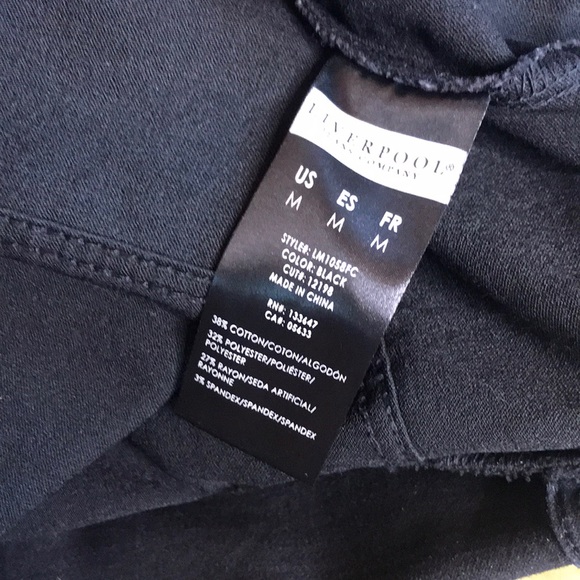 LIVERPOOL®
JEANS COMPANY
US ES FR
M M M
STYLE#: LM1058FC
COLOR: BLACK
CUT#: 12198
MADE IN CHINA
RN#: 133647
CA#: 05633
38% COTTON/COTON/ALGODÓN
32% POLYESTER/POLIÉSTER/
POLYESTER
27% RAYON/SEDA ARTIFICIAL/
RAYONNE
3% SPANDEX/SPANDEX/SPANDEX